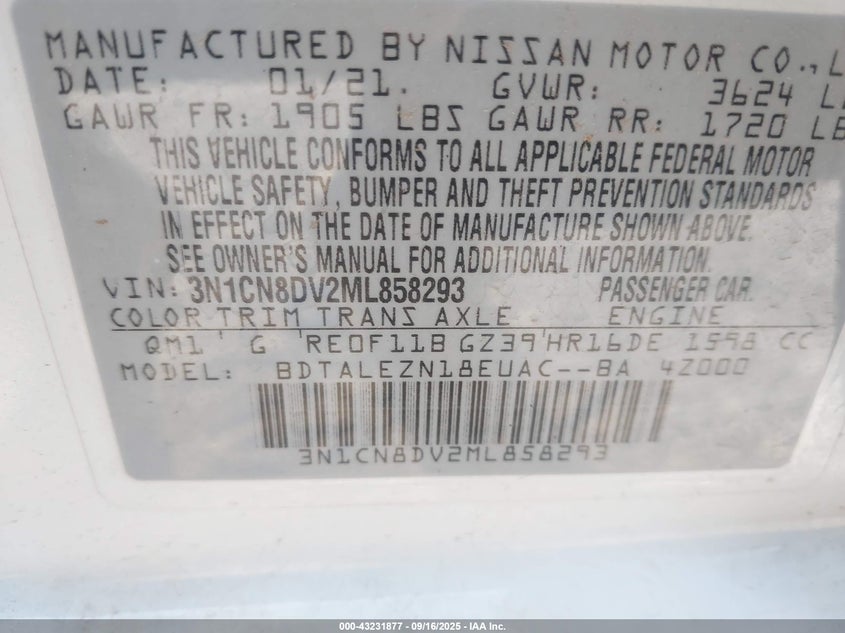 MANUFACTURED BY NISSAN MOTOR CO., L
DATE: 01/21. GVWR: 3624 L
GAWR FR: 1905 LBS GAWR RR: 1720 LB
THIS VEHICLE CONFORMS TO ALL APPLICABLE FEDERAL MOTOR
VEHICLE SAFETY, BUMPER AND THEFT PREVENTION STANDARDS
IN EFFECT ON THE DATE OF MANUFACTURE SHOWN ABOVE.
SEE OWNER'S MANUAL FOR ADDITIONAL INFORMATION.
VIN: 3N1CN8DV2ML858293 PASSENGER CAR.
COLOR TRIM TRANS AXLE ENGINE
QM1 G RE0F11B GZ39 HR16DE 1598 CC
MODEL: BDTALEZN18EUAC--BA 4Z000
3N1CN8DV2ML858293
000-43231877 - 09/16/2025 - IAA Inc.